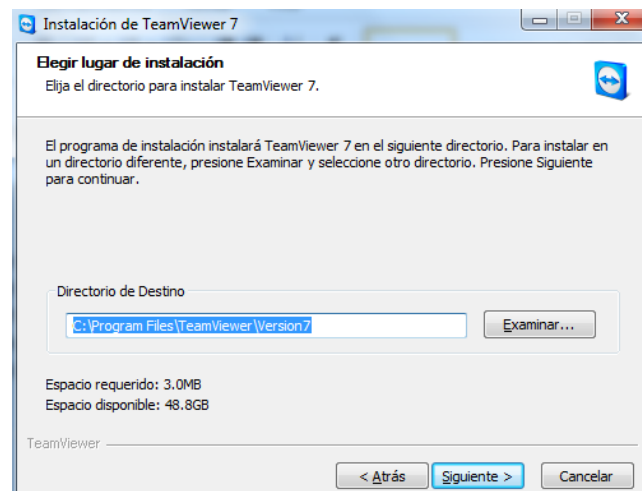 Instalación de TeamViewer 7
Elegir lugar de instalación
Elija el directorio para instalar TeamViewer 7.
El programa de instalación instalará TeamViewer 7 en el siguiente directorio. Para instalar en
un directorio diferente, presione Examinar y seleccione otro directorio. Presione Siguiente
para continuar.
Directorio de Destino
C:\Program Files\TeamViewer\Version7
Examinar...
Espacio requerido: 3.0MB
Espacio disponible: 48.8GB
TeamViewer
< Atrás
Siguiente >
Cancelar